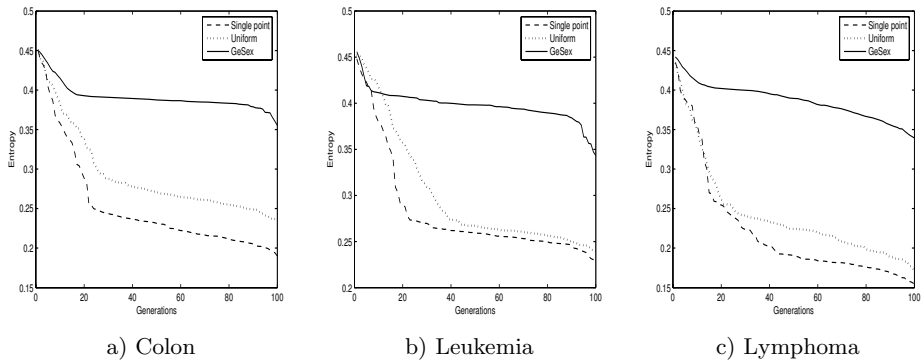 Single point
Uniform
GeSex
0.5
0.45
0.4
0.35
0.3
0.25
0.2
0.15
Entropy
0
20
40
60
80
100
Generations
a) Colon
Single point
Uniform
GeSex
0.5
0.45
0.4
0.35
0.3
0.25
0.2
Entropy
0
20
40
60
80
100
Generations
b) Leukemia
Single point
Uniform
GeSex
0.5
0.45
0.4
0.35
0.3
0.25
0.2
0.15
Entropy
0
20
40
60
80
100
Generations
c) Lymphoma